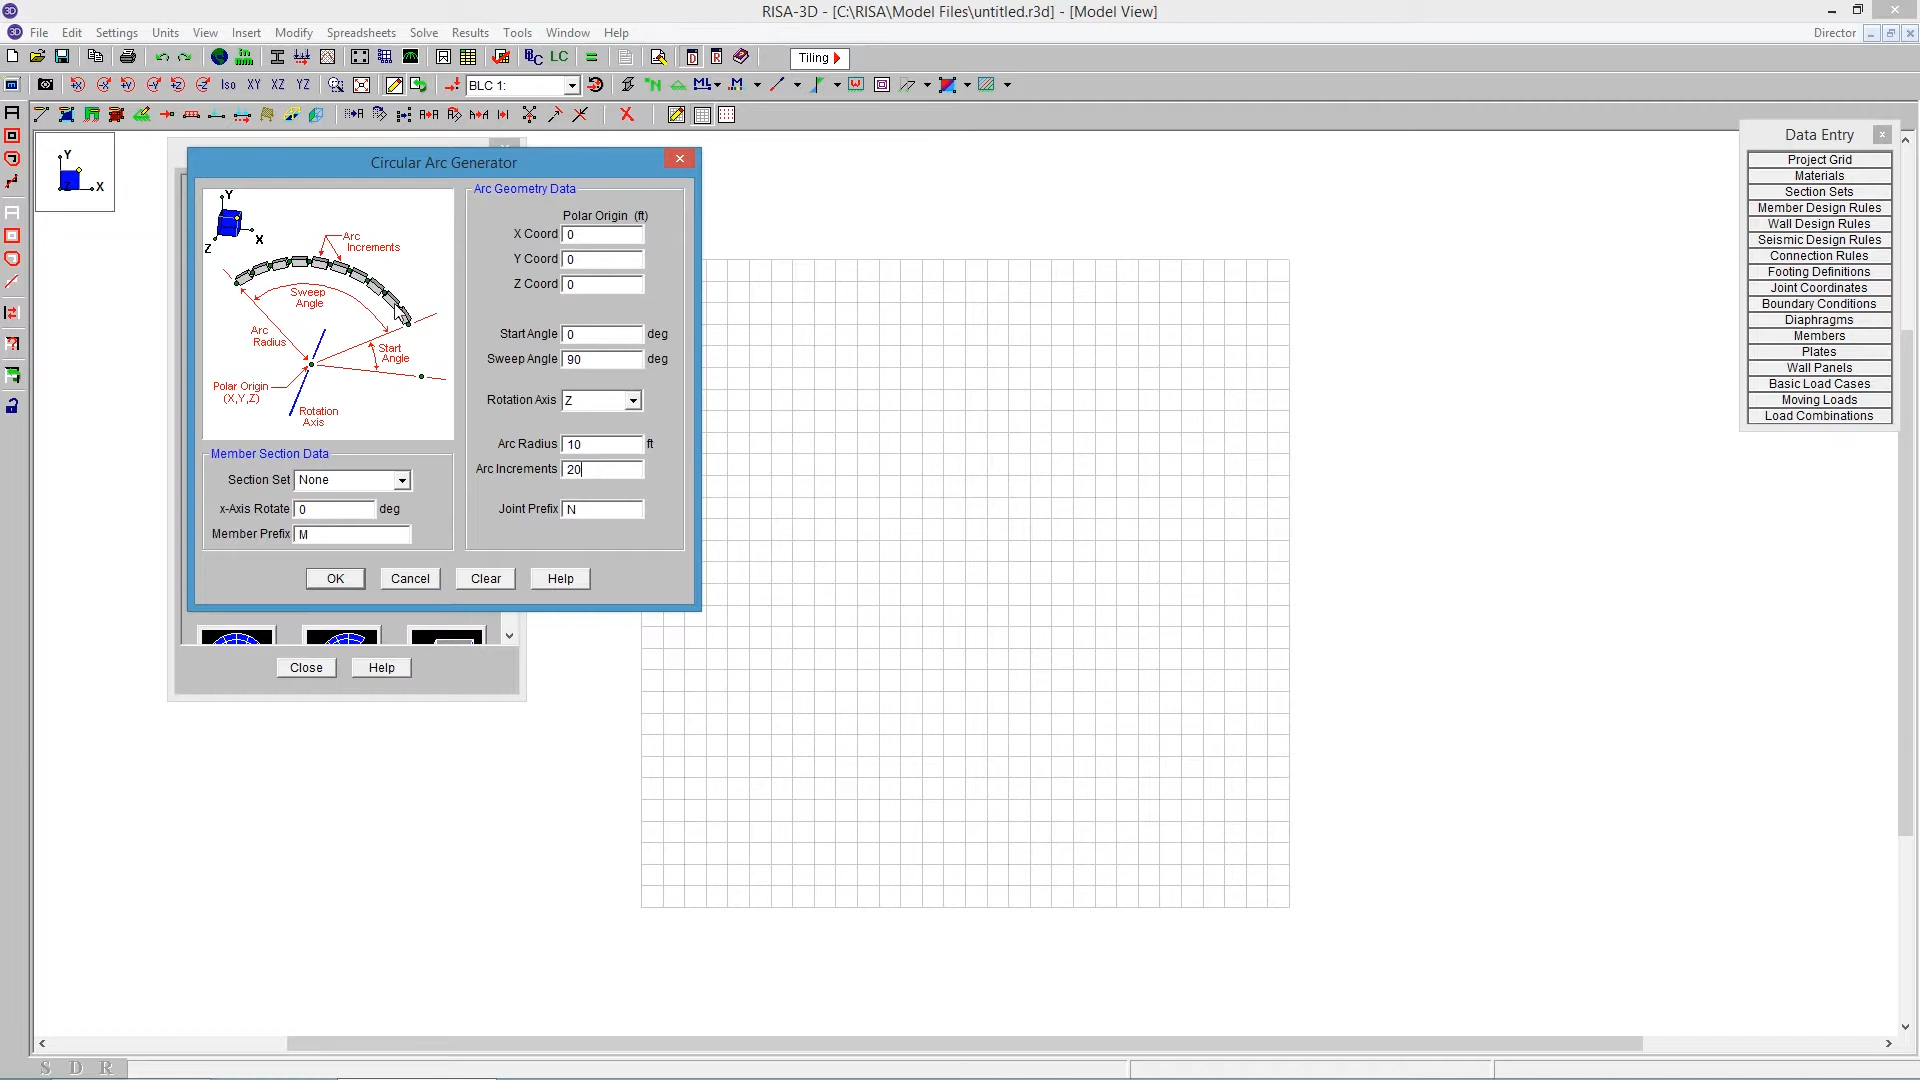 RISA-3D - [C:\RISA\Model Files\untitled.r3d] - [Model View]
File Edit Settings Units View Insert Modify Spreadsheets Solve Results Tools Window Help Director
LC D R Tiling
Iso XY XZ YZ BLC 1:
Y
X
Z
Circular Arc Generator
Y
X
Z
Arc
Increments
Sweep
Angle
Arc
Radius
Start
Angle
Polar Origin
(X,Y,Z)
Rotation
Axis
Arc Geometry Data
Polar Origin (ft)
X Coord 0
Y Coord 0
Z Coord 0
Start Angle 0 deg
Sweep Angle 90 deg
Rotation Axis Z
Arc Radius 10 ft
Arc Increments 20
Joint Prefix N
Member Section Data
Section Set None
x-Axis Rotate 0 deg
Member Prefix M
OK Cancel Clear Help
Close Help
Data Entry
Project Grid
Materials
Section Sets
Member Design Rules
Wall Design Rules
Seismic Design Rules
Connection Rules
Footing Definitions
Joint Coordinates
Boundary Conditions
Diaphragms
Members
Plates
Wall Panels
Basic Load Cases
Moving Loads
Load Combinations
S D R